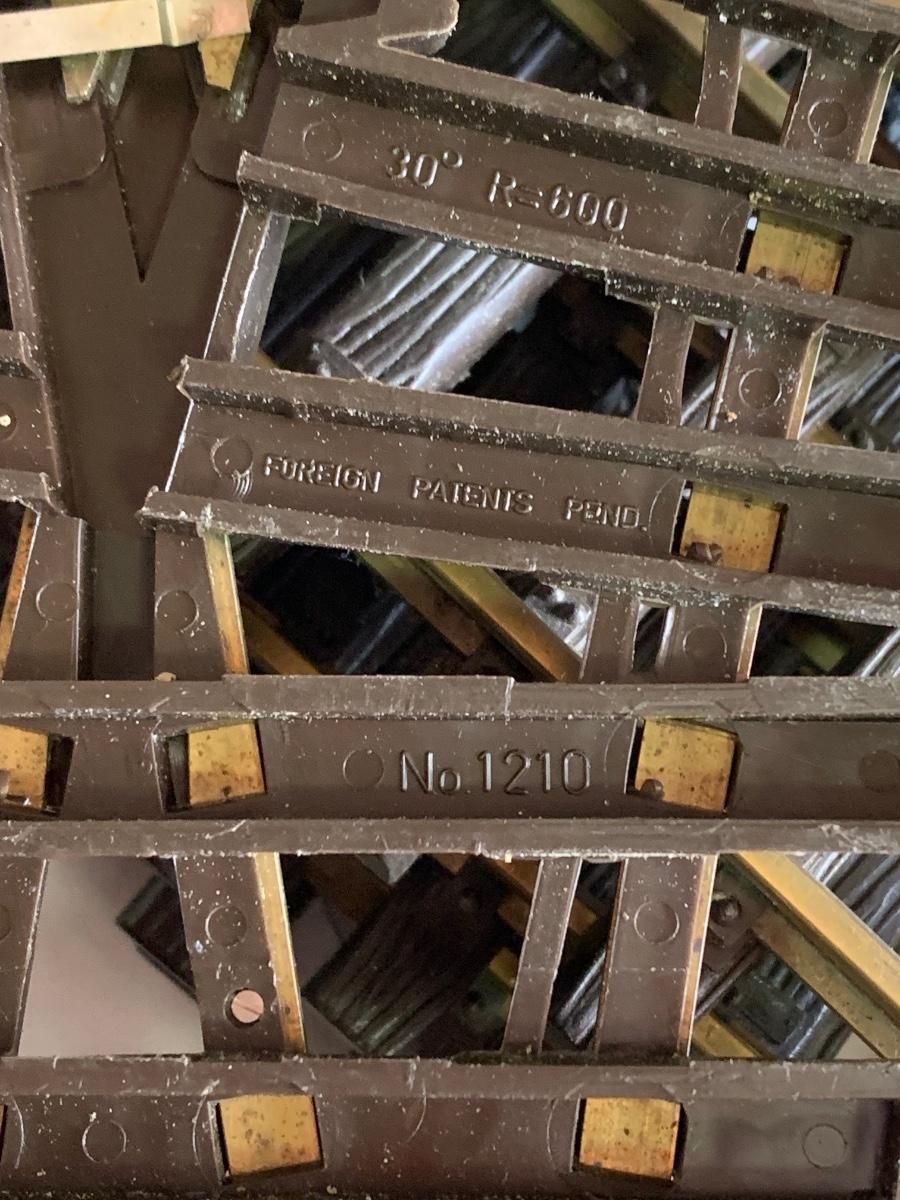 30° R=600
FOREIGN PATENTS PEND.
No.1210